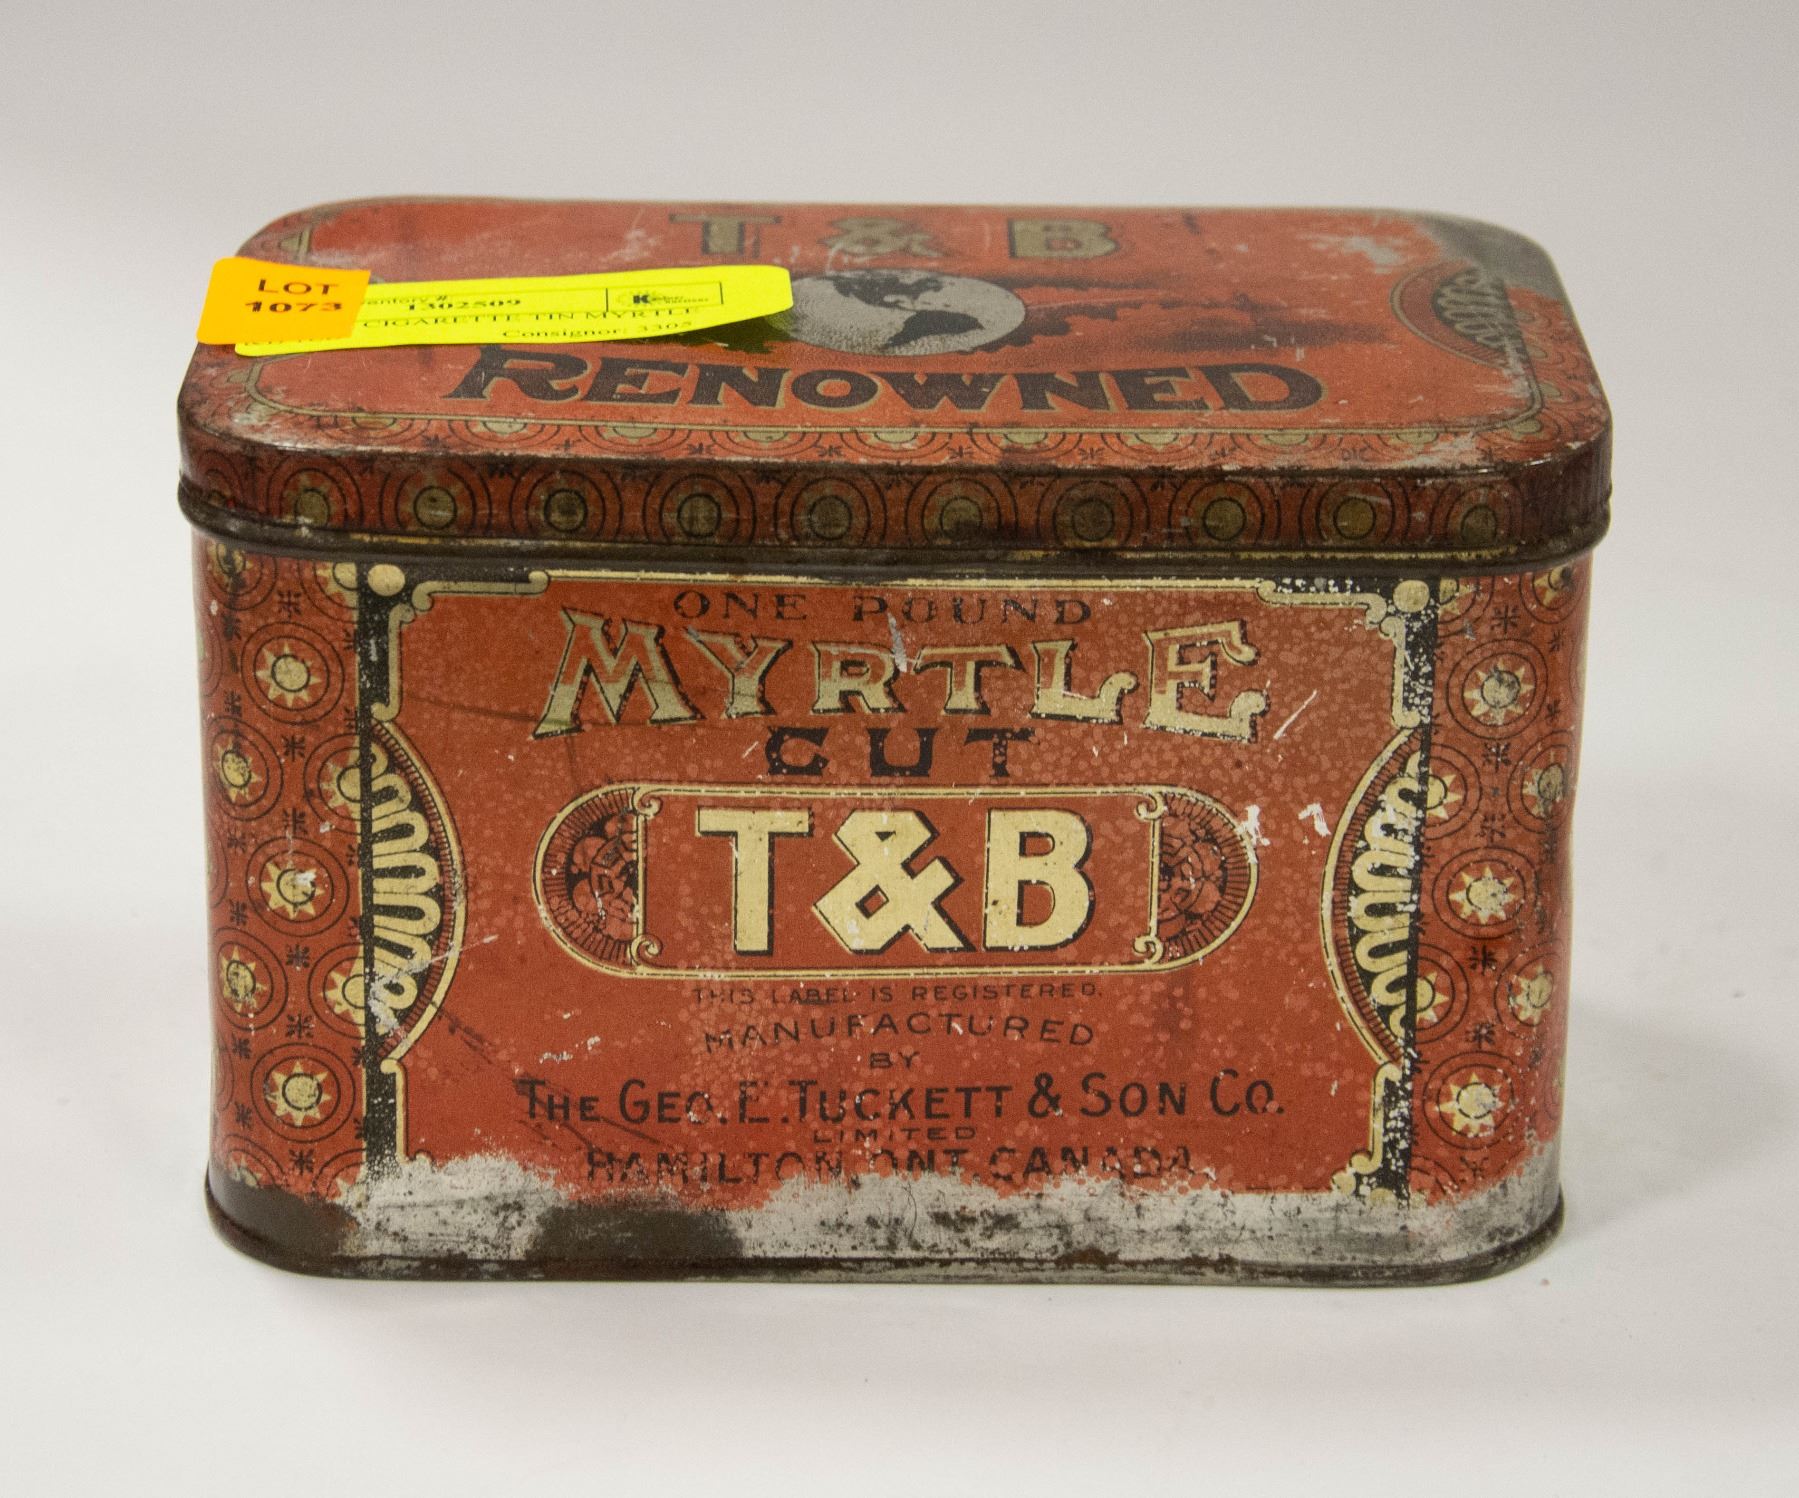 T & B
LOT
1073
1302509
CIGARETTE TIN MYRTLE
Consignor: 3305
RENOWNED
ONE POUND
MYRTLE
CUT
T&B
THIS LABEL IS REGISTERED.
MANUFACTURED
BY
THE GEO. E. TUCKETT & SON CO.
LIMITED
HAMILTON, ONT. CANADA.